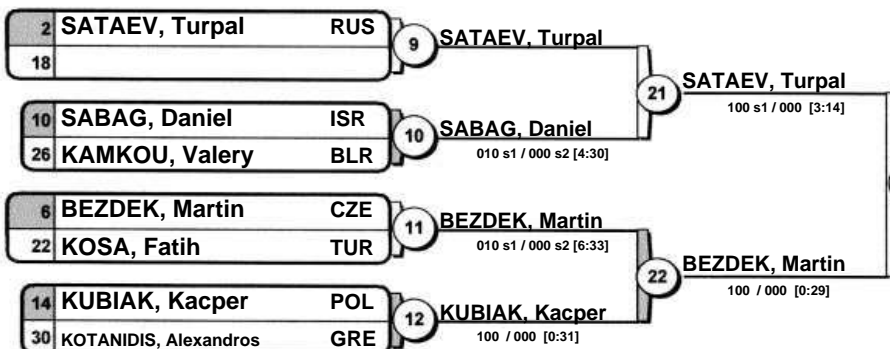 2 SATAEV, Turpal RUS
18
9 SATAEV, Turpal
10 SABAG, Daniel ISR
26 KAMKOU, Valery BLR
10 SABAG, Daniel
010 s1 / 000 s2 [4:30]
21 SATAEV, Turpal
100 s1 / 000 [3:14]
6 BEZDEK, Martin CZE
22 KOSA, Fatih TUR
11 BEZDEK, Martin
010 s1 / 000 s2 [6:33]
14 KUBIAK, Kacper POL
30 KOTANIDIS, Alexandros GRE
12 KUBIAK, Kacper
100 / 000 [0:31]
22 BEZDEK, Martin
100 / 000 [0:29]